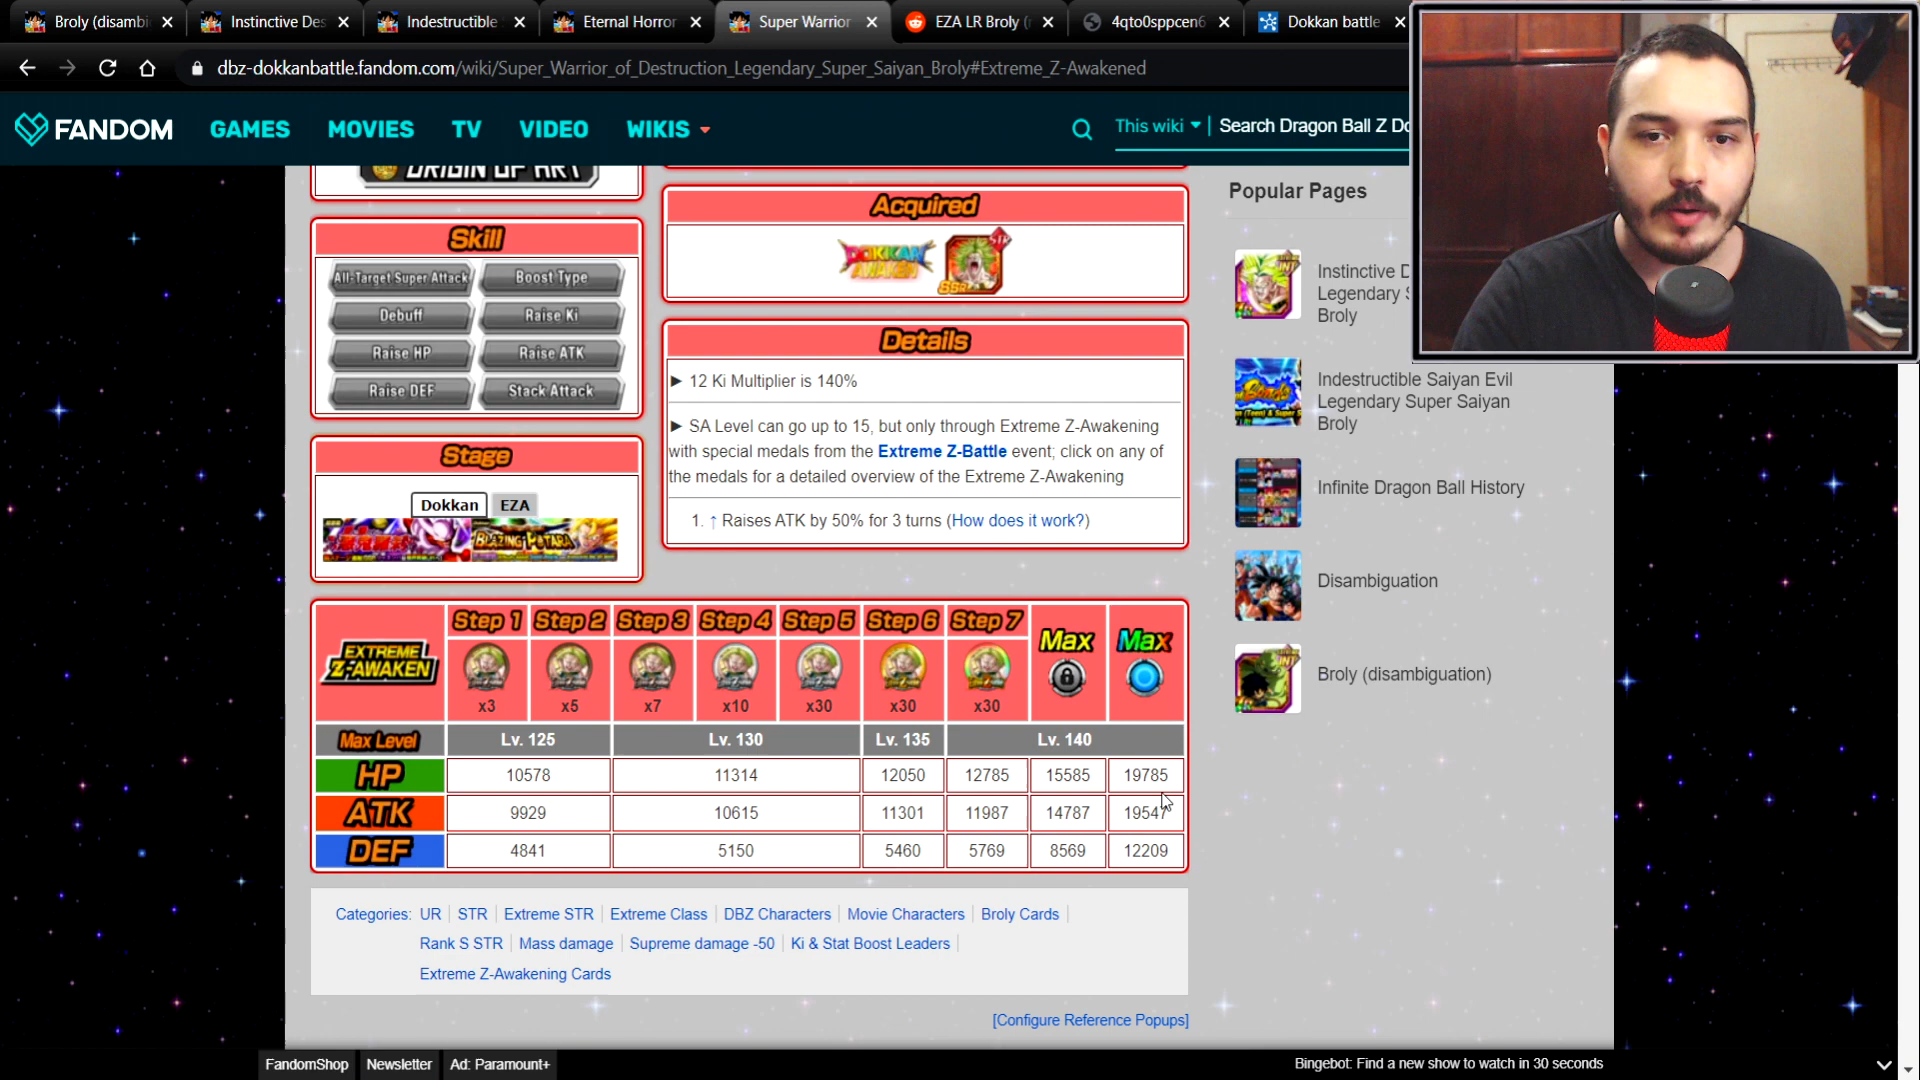 Broly (disambi
Instinctive Des
Indestructible
Eternal Horror
Super Warrior
EZA LR Broly (
4qto0sppcen6
Dokkan battle
dbz-dokkanbattle.fandom.com/wiki/Super_Warrior_of_Destruction_Legendary_Super_Saiyan_Broly#Extreme_Z-Awakened
FANDOM GAMES MOVIES TV VIDEO WIKIS This wiki Search Dragon Ball Z Do
ORIGIN OF HRT
Skill
All-Target Super Attack Boost Type
Debuff Raise Ki
Raise HP Raise ATK
Raise DEF Stack Attack
Stage
Dokkan EZA
BLAZING POTARA
Acquired
DOKKAN AWAKEN STR SSR
Details
► 12 Ki Multiplier is 140%
► SA Level can go up to 15, but only through Extreme Z-Awakening
with special medals from the Extreme Z-Battle event; click on any of
the medals for a detailed overview of the Extreme Z-Awakening
1. ↑ Raises ATK by 50% for 3 turns (How does it work?)
EXTREME Z-AWAKEN Step 1 Step 2 Step 3 Step 4 Step 5 Step 6 Step 7 Max Max
x3 x5 x7 x10 x30 x30 x30
Max Level Lv. 125 Lv. 130 Lv. 135 Lv. 140
HP 10578 11314 12050 12785 15585 19785
ATK 9929 10615 11301 11987 14787 19547
DEF 4841 5150 5460 5769 8569 12209
Categories: UR STR Extreme STR Extreme Class DBZ Characters Movie Characters Broly Cards
Rank S STR Mass damage Supreme damage -50 Ki & Stat Boost Leaders
Extreme Z-Awakening Cards
[Configure Reference Popups]
Popular Pages
Instinctive D
Legendary S
Broly
Indestructible Saiyan Evil
Legendary Super Saiyan
Broly
Infinite Dragon Ball History
Disambiguation
Broly (disambiguation)
FandomShop Newsletter Ad: Paramount+ Bingebot: Find a new show to watch in 30 seconds